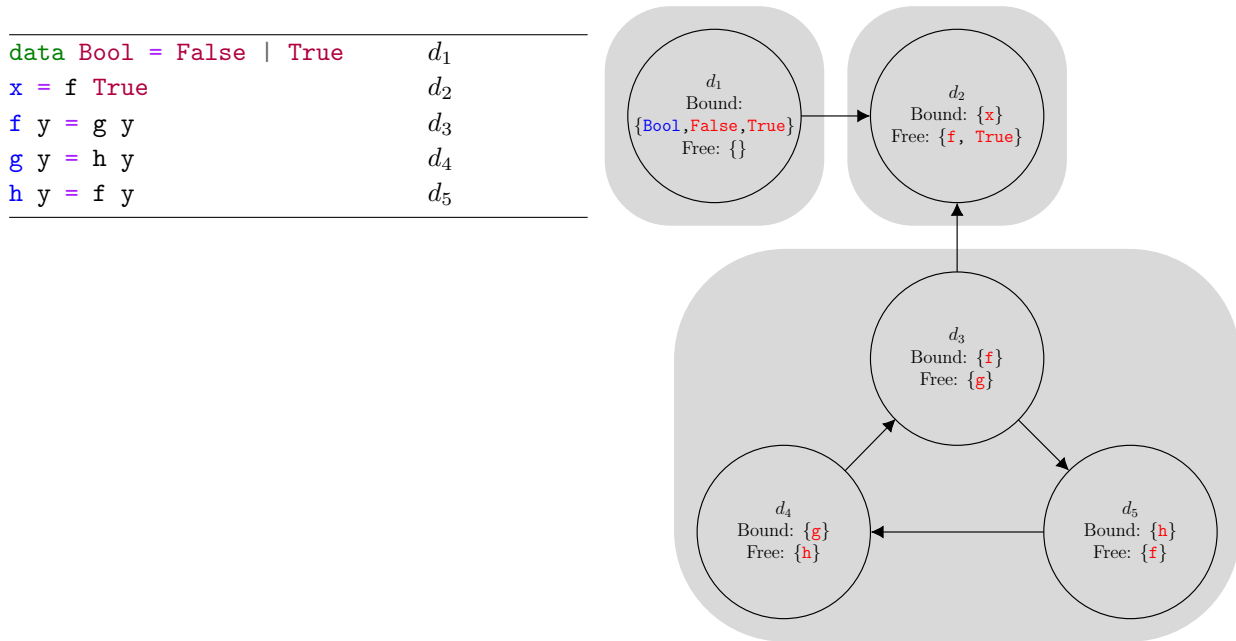 data Bool = False | True d₁
x = f True d₂
f y = g y d₃
g y = h y d₄
h y = f y d₅
d₁
Bound:
{Bool,False,True}
Free: {}
d₂
Bound: {x}
Free: {f, True}
d₃
Bound: {f}
Free: {g}
d₄
Bound: {g}
Free: {h}
d₅
Bound: {h}
Free: {f}